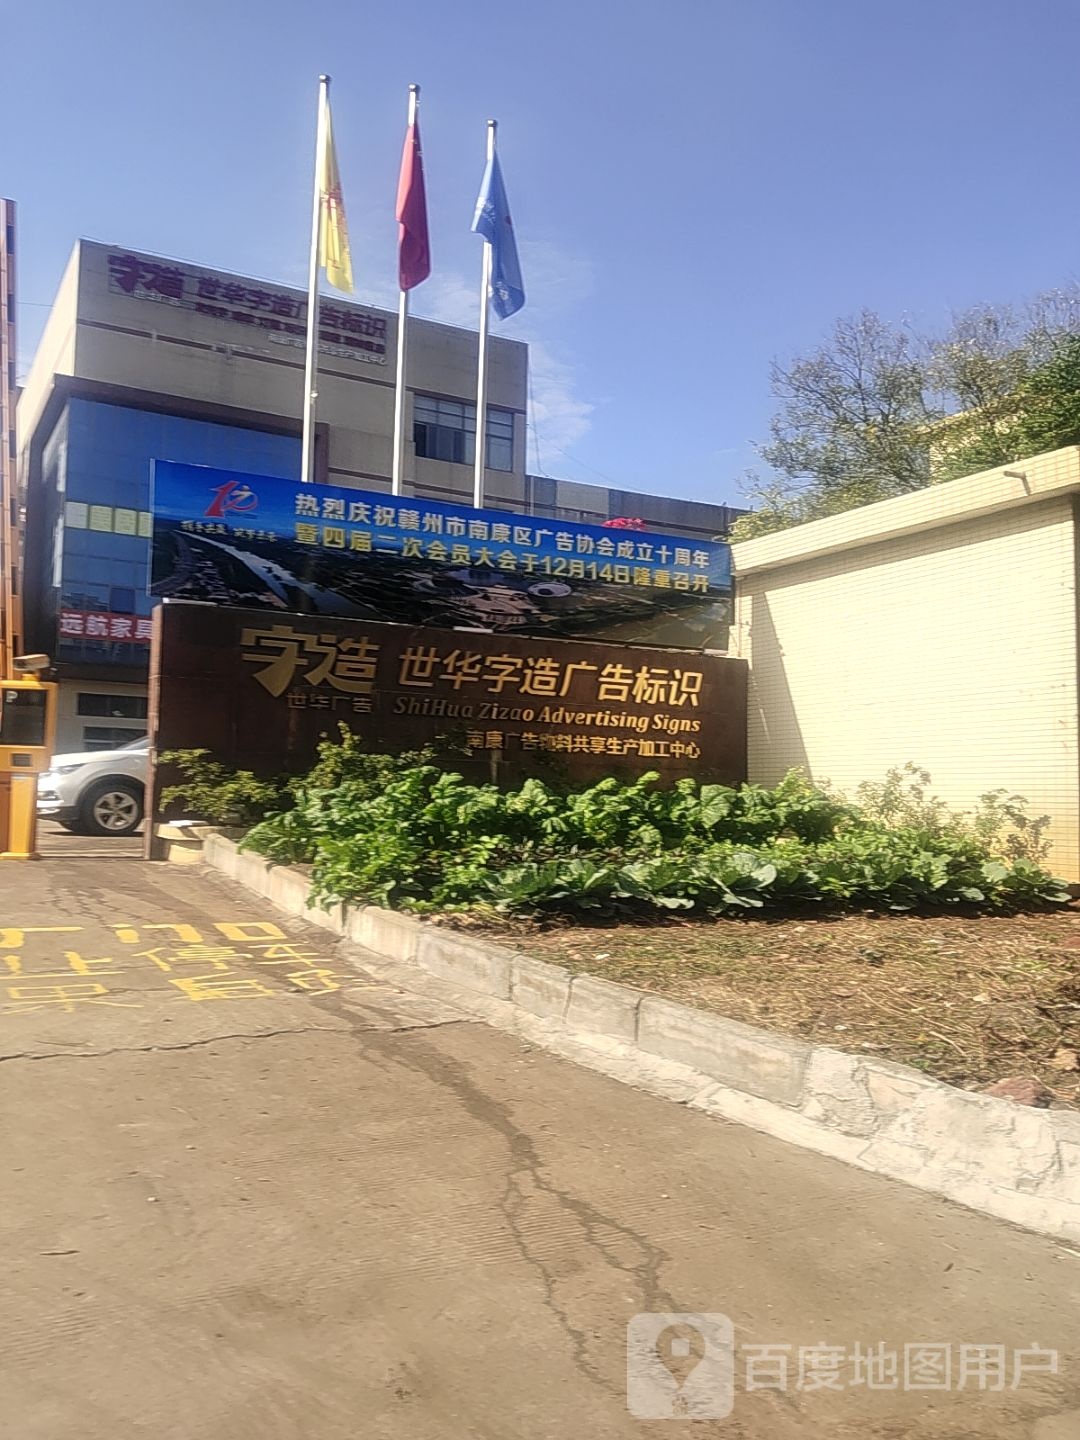 字造 世华字造广告标识
热烈庆祝赣州市南康区广告协会成立十周年
暨四届二次会员大会于12月14日隆重召开
远航家具
字造
世华广告
世华字造广告标识
ShiHua Zizao Advertising Signs
南康广告物料共享生产加工中心
P
百度地图用户